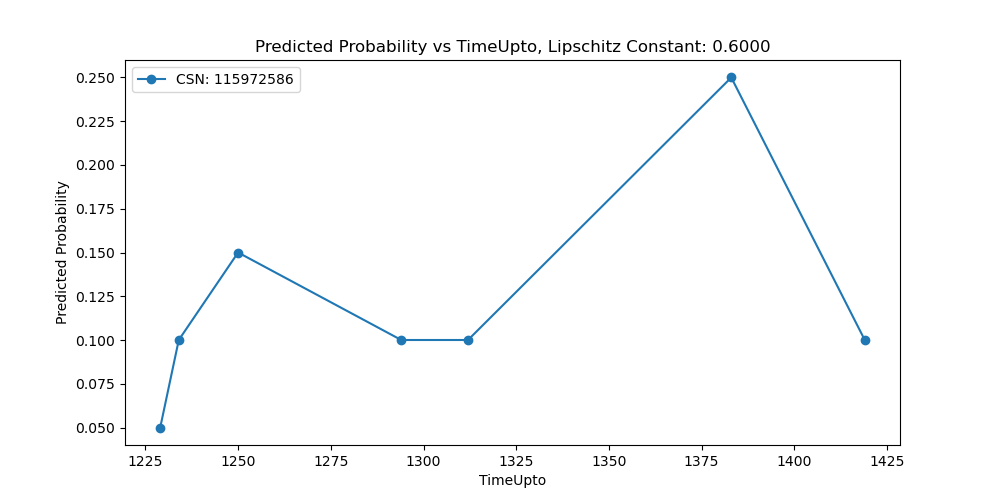 Predicted Probability vs TimeUpto, Lipschitz Constant: 0.6000
CSN: 115972586
Predicted Probability
0.250
0.225
0.200
0.175
0.150
0.125
0.100
0.075
0.050
1225 1250 1275 1300 1325 1350 1375 1400 1425
TimeUpto